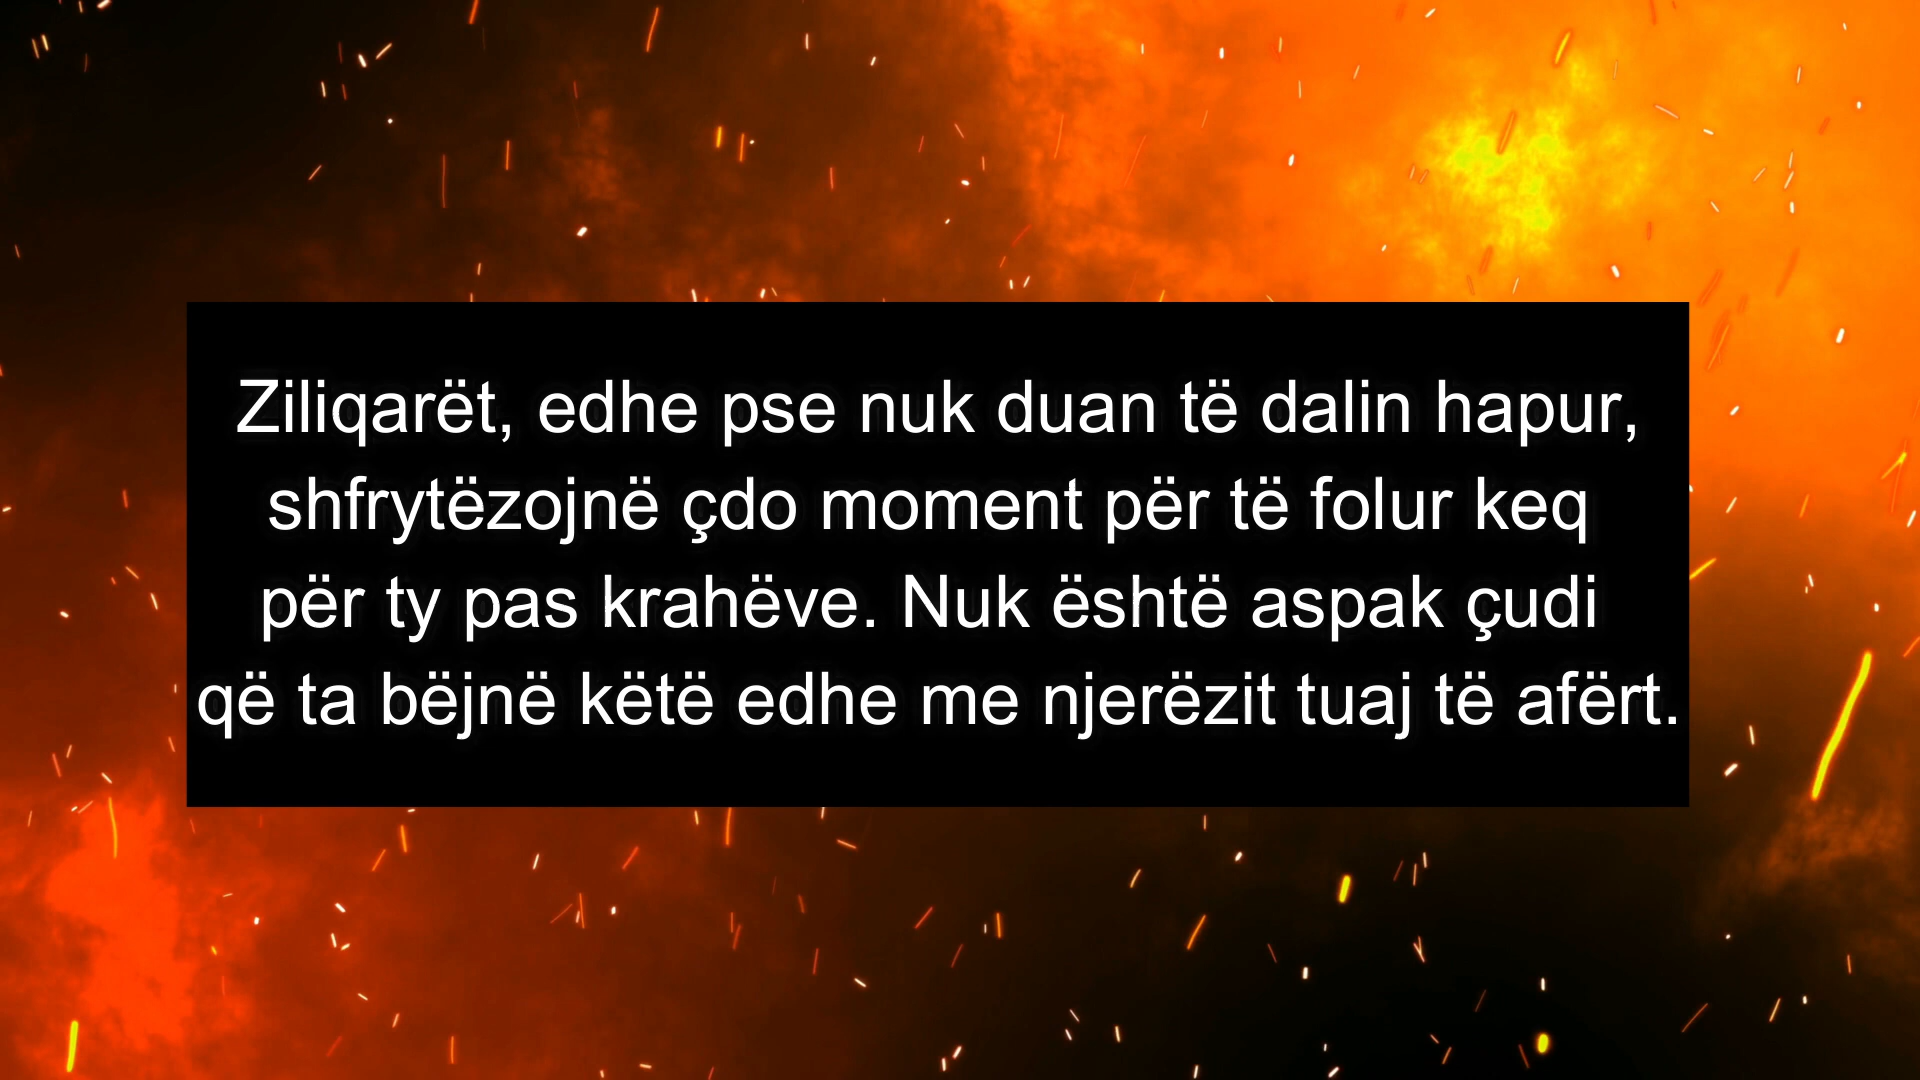 Ziliqarët, edhe pse nuk duan të dalin hapur,
shfrytëzojnë çdo moment për të folur keq
për ty pas krahëve. Nuk është aspak çudi
që ta bëjnë këtë edhe me njerëzit tuaj të afërt.